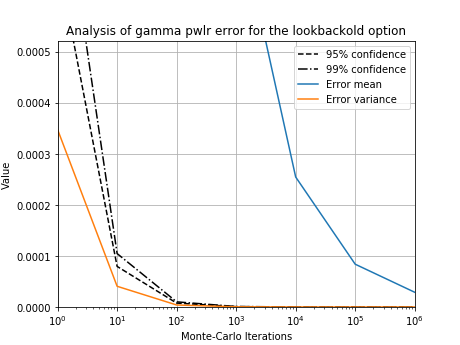 Analysis of gamma pwlr error for the lookbackold option
95% confidence
99% confidence
Error mean
Error variance
0.0005
0.0004
0.0003
0.0002
0.0001
0.0000
Value
10⁰ 10¹ 10² 10³ 10⁴ 10⁵ 10⁶
Monte-Carlo Iterations